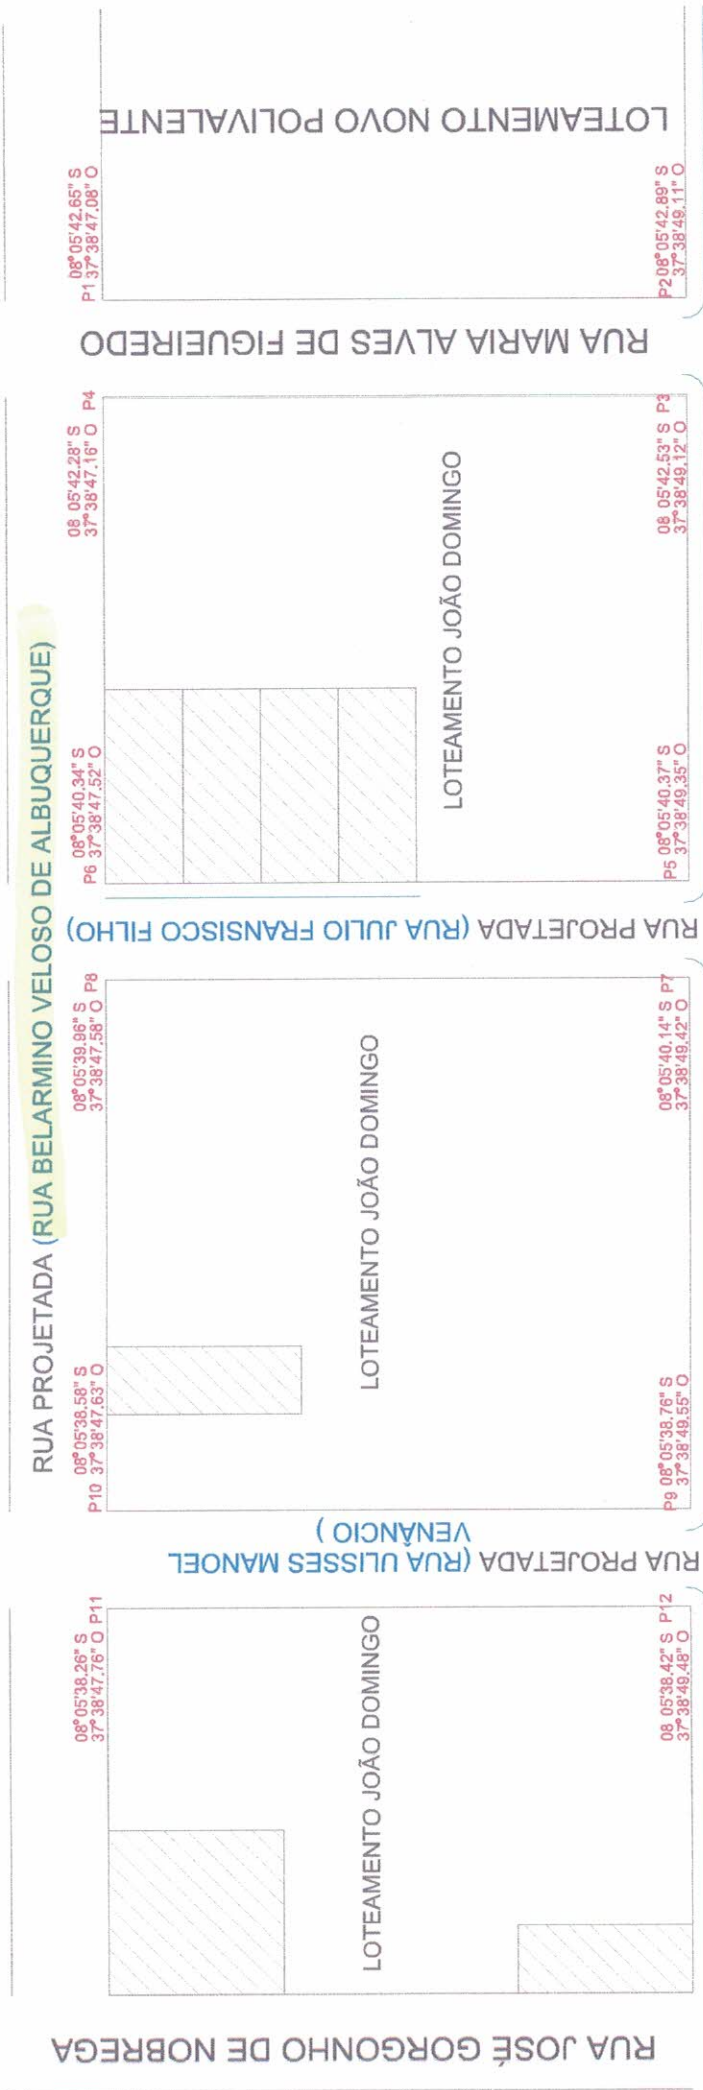 RUA PROJETADA (RUA BELARMINO VELOSO DE ALBUQUERQUE)
RUA JOSÉ GORGONHO DE NOBREGA
08°05'38.26" S
37°38'47.76" O P11
LOTEAMENTO JOÃO DOMINGO
08 05'38.42" S P12
37°38'49.48" O
RUA PROJETADA (RUA ULISSES MANOEL
VENÂNCIO )
08°05'38.58" S
P10 37°38'47.63" O
08°05'39.96" S P8
37°38'47.58" O
LOTEAMENTO JOÃO DOMINGO
P9 08°05'38.76" S
37°38'49.55" O
08°05'40.14" S P7
37°38'49.42" O
RUA PROJETADA (RUA JULIO FRANSISCO FILHO)
08°05'40.34" S
P6 37°38'47.52" O
08 05'42.28" S
37°38'47.16" O P4
LOTEAMENTO JOÃO DOMINGO
P5 08°05'40.37" S
37°38'49.35" O
08 05'42.53" S P3
37°38'49.12" O
RUA MARIA ALVES DE FIGUEIREDO
08°05'42.65" S
P1 37°38'47.08" O
LOTEAMENTO NOVO POLIVALENTE
P2 08°05'42.89" S
37°38'49.11" O